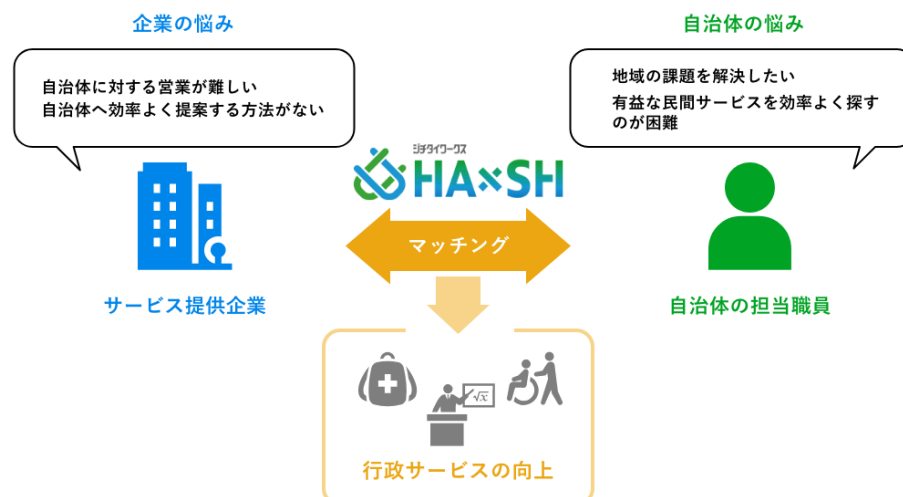 企業の悩み
自治体の悩み
自治体に対する営業が難しい
自治体へ効率よく提案する方法がない
地域の課題を解決したい
有益な民間サービスを効率よく探す
のが困難
ジチタイワークス
HA×SH
マッチング
サービス提供企業
自治体の担当職員
√x
行政サービスの向上